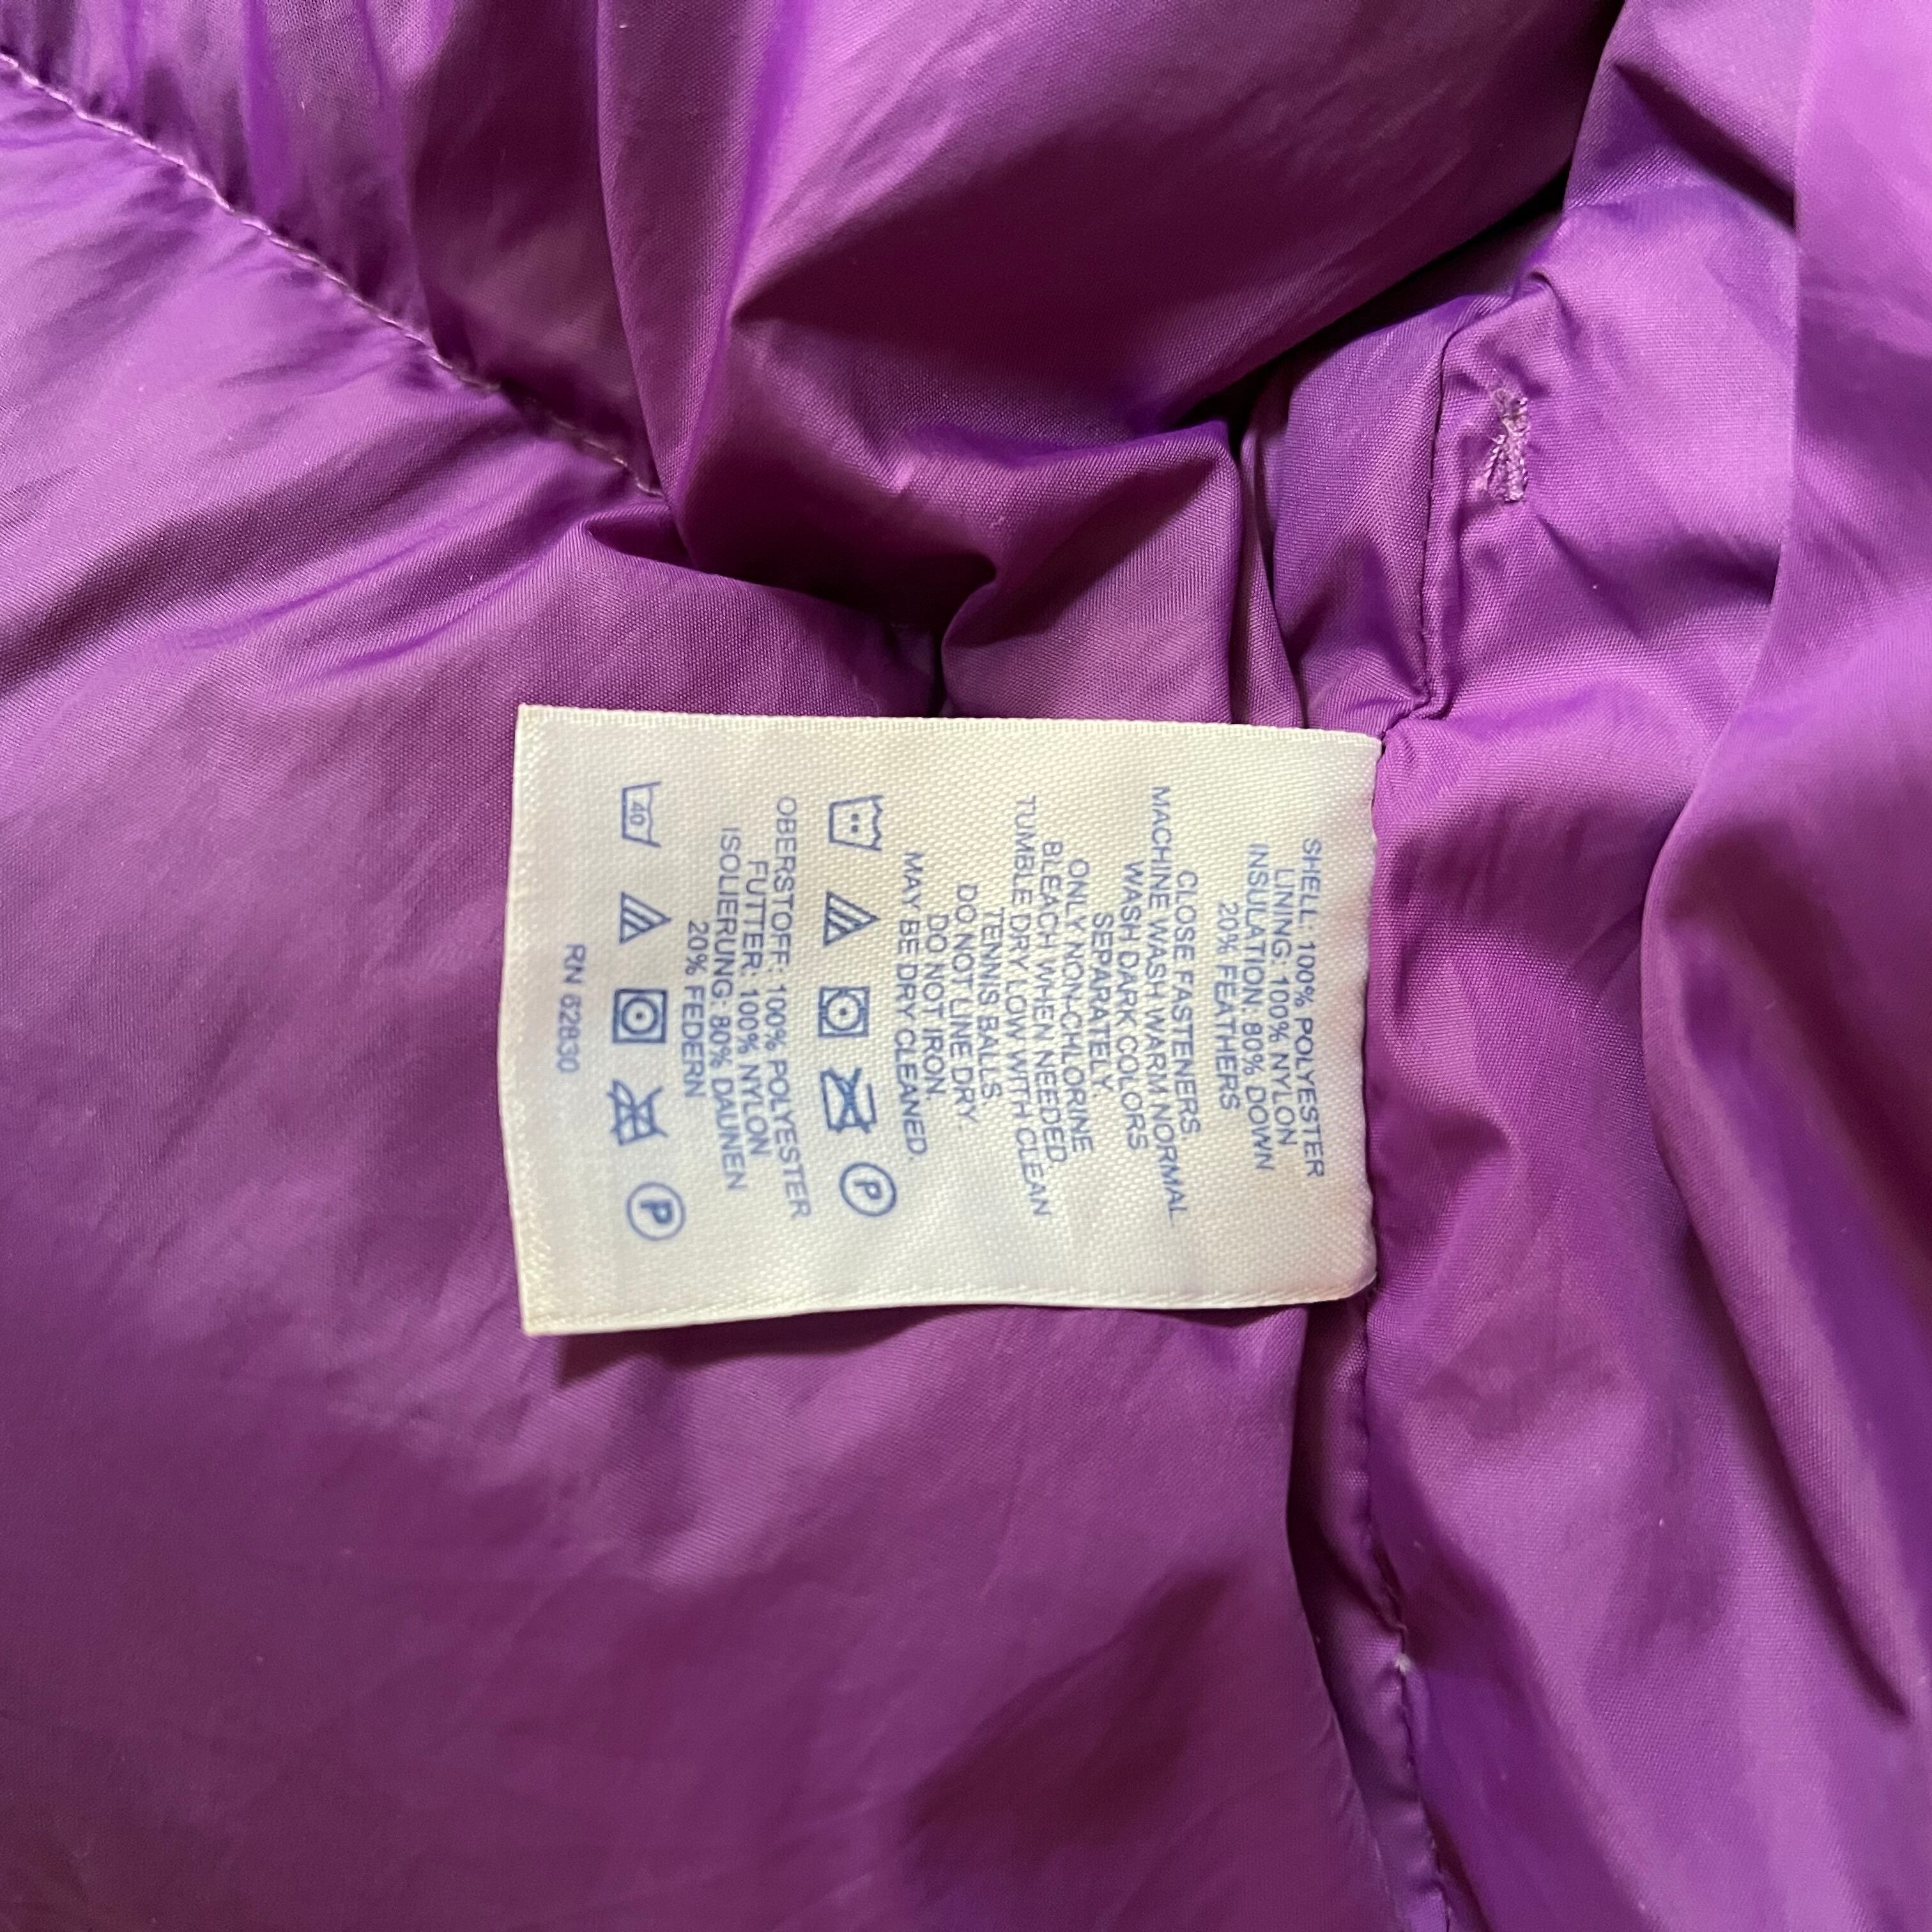 SHELL: 100% POLYESTER
LINING: 100% NYLON
INSULATION: 80% DOWN
20% FEATHERS
CLOSE FASTENERS.
MACHINE WASH WARM NORMAL
WASH DARK COLORS
SEPARATELY.
ONLY NON-CHLORINE
BLEACH WHEN NEEDED.
TUMBLE DRY LOW WITH CLEAN
TENNIS BALLS
DO NOT LINE DRY.
DO NOT IRON.
MAY BE DRY CLEANED.
P
OBERSTOFF: 100% POLYESTER
FUTTER: 100% NYLON
ISOLIERUNG: 80% DAUNEN
20% FEDERN
40 P
RN 62830